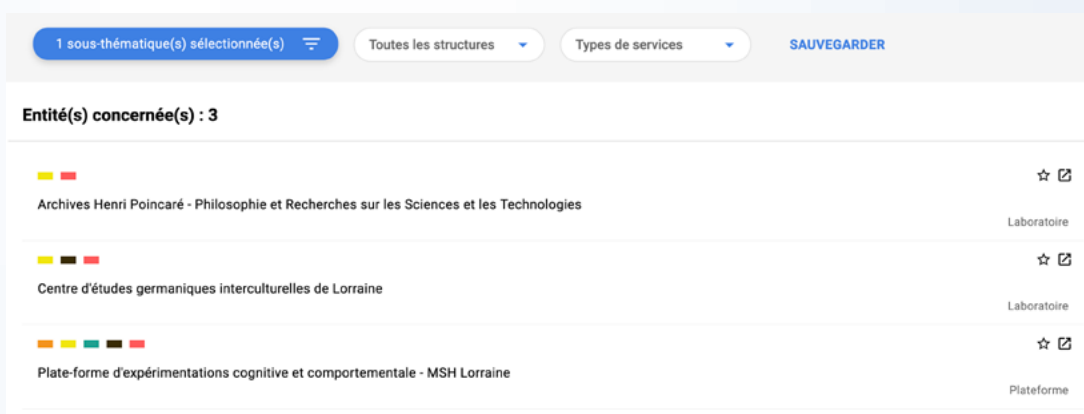 1 sous-thématique(s) sélectionnée(s) Toutes les structures Types de services SAUVEGARDER
Entité(s) concernée(s) : 3
Archives Henri Poincaré - Philosophie et Recherches sur les Sciences et les Technologies
Laboratoire
Centre d'études germaniques interculturelles de Lorraine
Laboratoire
Plate-forme d'expérimentations cognitive et comportementale - MSH Lorraine
Plateforme